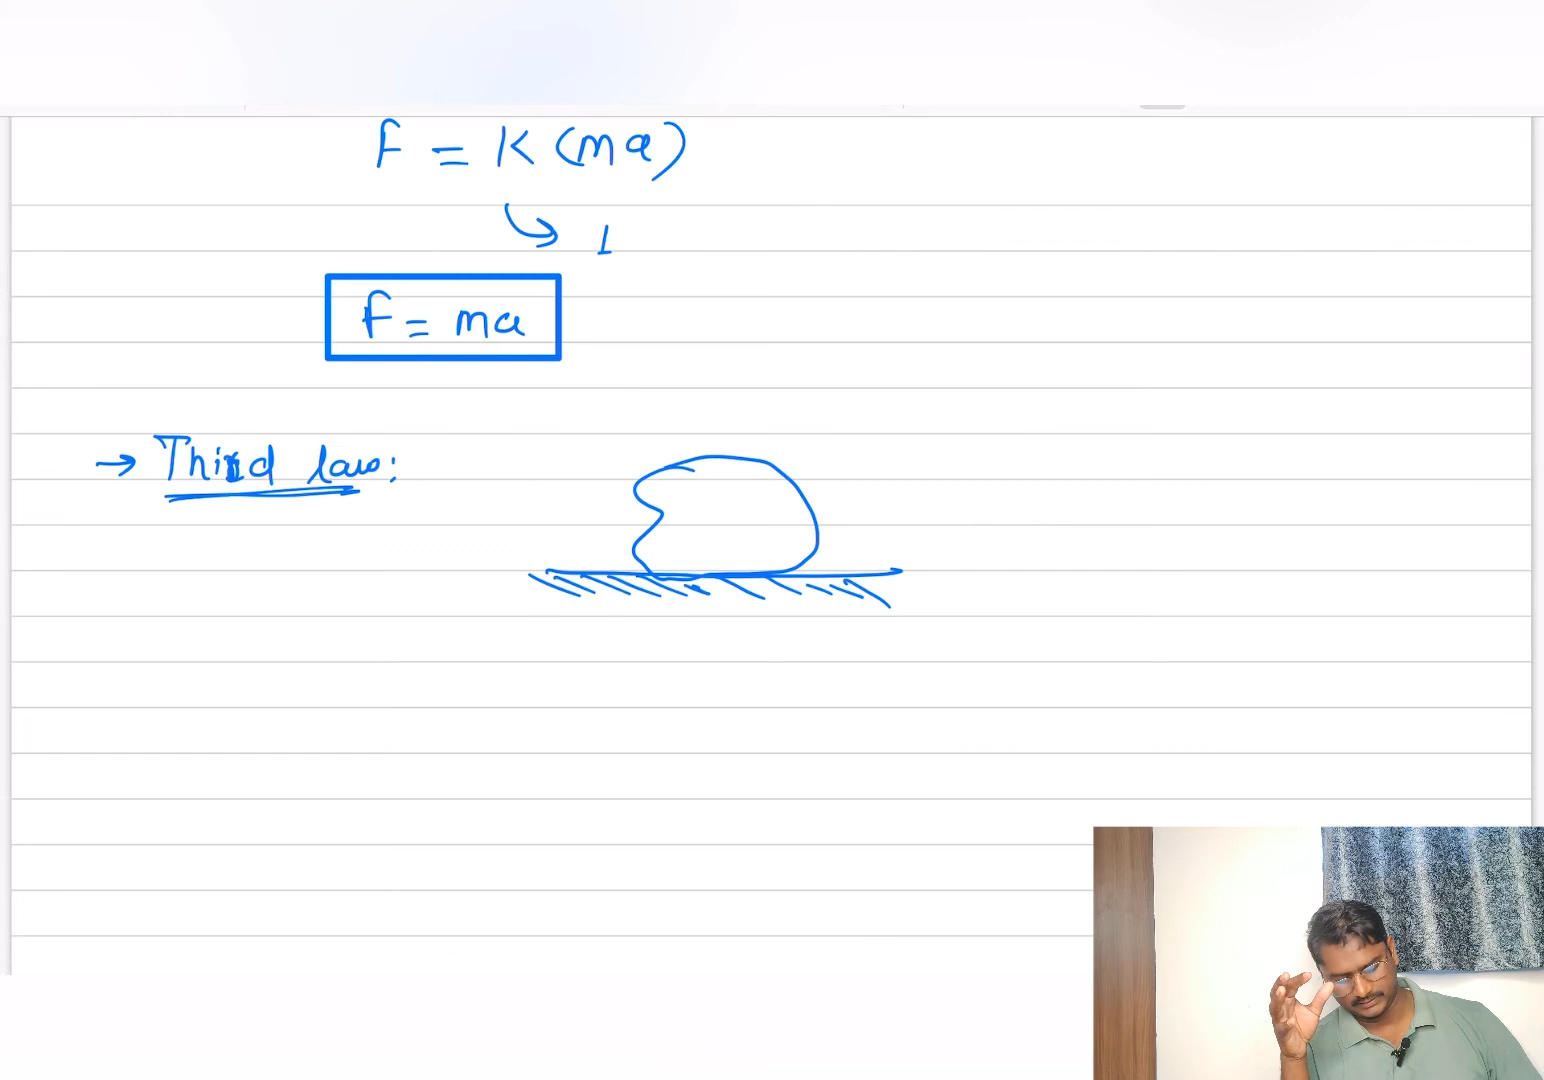 F = K (ma)
↳ 1
F = ma
→ Third law: